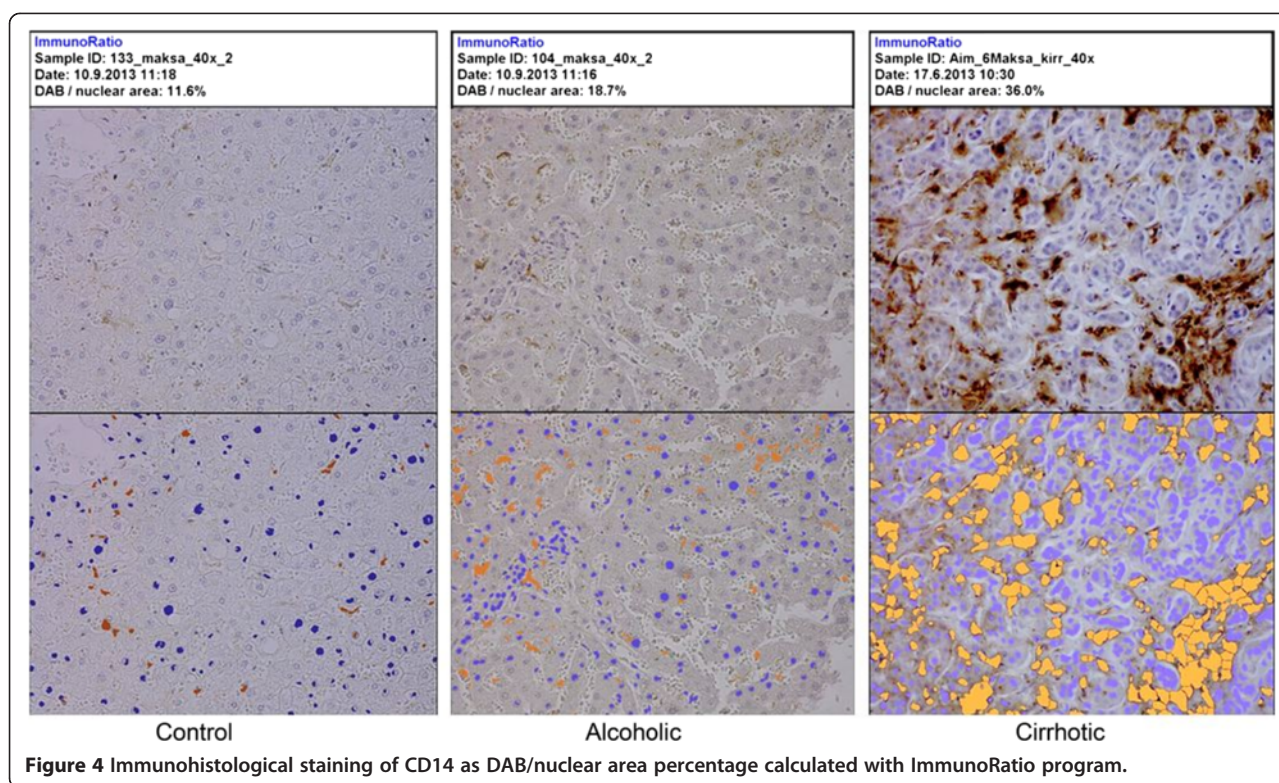 ImmunoRatio
Sample ID: 133_maksa_40x_2
Date: 10.9.2013 11:18
DAB / nuclear area: 11.6%
ImmunoRatio
Sample ID: 104_maksa_40x_2
Date: 10.9.2013 11:16
DAB / nuclear area: 18.7%
ImmunoRatio
Sample ID: Aim_6Maksa_kirr_40x
Date: 17.6.2013 10:30
DAB / nuclear area: 36.0%
Control
Alcoholic
Cirrhotic
Figure 4 Immunohistological staining of CD14 as DAB/nuclear area percentage calculated with ImmunoRatio program.